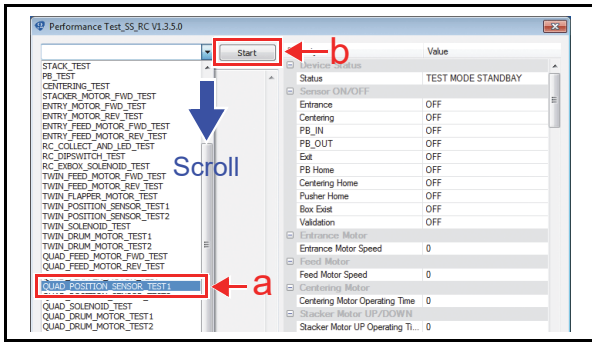 Performance Test_SS_RC V1.3.5.0
Start
b
Value
STACK_TEST
PB_TEST
CENTERING_TEST
STACKER_MOTOR_FWD_TEST
ENTRY_MOTOR_FWD_TEST
ENTRY_MOTOR_REV_TEST
ENTRY_FEED_MOTOR_FWD_TEST
ENTRY_FEED_MOTOR_REV_TEST
RC_COLLECT_AND_LED_TEST
RC_DIPSWITCH_TEST
RC_EXBOX_SOLENOID_TEST
TWIN_FEED_MOTOR_FWD_TEST
TWIN_FEED_MOTOR_REV_TEST
TWIN_FLAPPER_MOTOR_TEST
TWIN_POSITION_SENSOR_TEST1
TWIN_POSITION_SENSOR_TEST2
TWIN_SOLENOID_TEST
TWIN_DRUM_MOTOR_TEST1
TWIN_DRUM_MOTOR_TEST2
QUAD_FEED_MOTOR_FWD_TEST
QUAD_FEED_MOTOR_REV_TEST
QUAD_POSITION_SENSOR_TEST1
QUAD_SOLENOID_TEST
QUAD_DRUM_MOTOR_TEST1
QUAD_DRUM_MOTOR_TEST2
Scroll
a
Device Status
Status TEST MODE STANDBAY
Sensor ON/OFF
Entrance OFF
Centering OFF
PB_IN OFF
PB_OUT OFF
Exit OFF
PB Home OFF
Centering Home OFF
Pusher Home OFF
Box Exist OFF
Validation OFF
Entrance Motor
Entrance Motor Speed 0
Feed Motor
Feed Motor Speed 0
Centering Motor
Centering Motor Operating Time 0
Stacker Motor UP/DOWN
Stacker Motor UP Operating Ti... 0